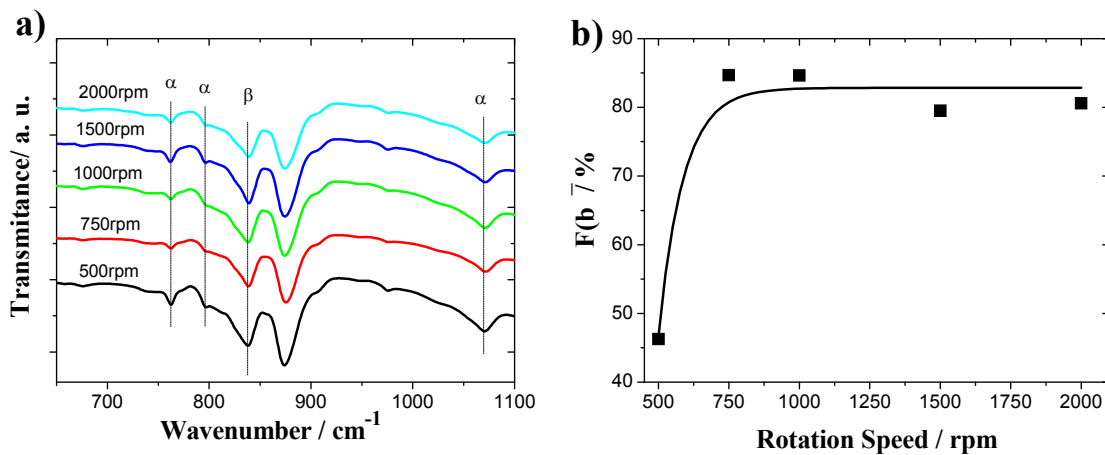 a)
Transmitance/ a. u.
α α β α
2000rpm
1500rpm
1000rpm
750rpm
500rpm
700 800 900 1000 1100
Wavenumber / cm⁻¹
b)
F(b¯/ %
90
80
70
60
50
40
500 750 1000 1250 1500 1750 2000
Rotation Speed / rpm